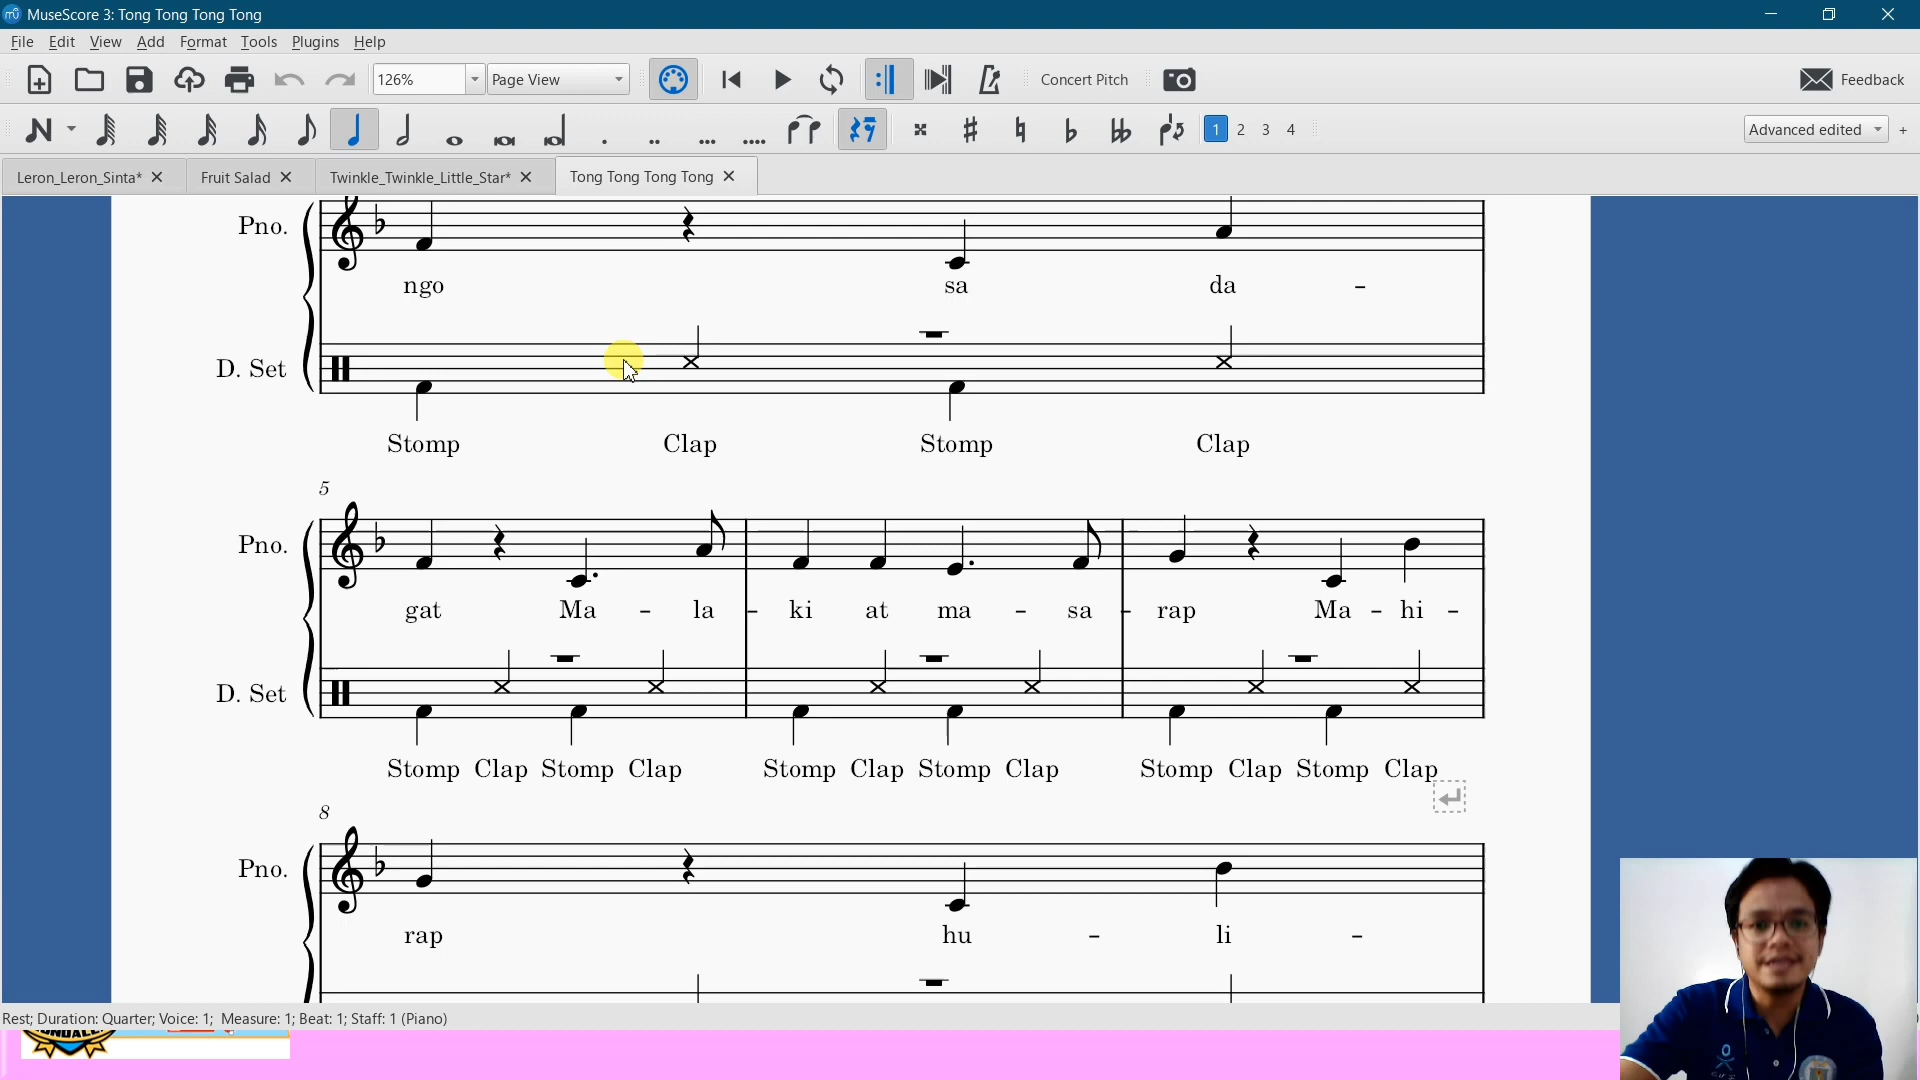 MuseScore 3: Tong Tong Tong Tong
File Edit View Add Format Tools Plugins Help
126% Page View Concert Pitch Feedback
1 2 3 4 Advanced edited +
Leron_Leron_Sinta* Fruit Salad Twinkle_Twinkle_Little_Star* Tong Tong Tong Tong
Pno.
ngo sa da -
D. Set
Stomp Clap Stomp Clap
5
Pno.
gat Ma - la - ki at ma - sa - rap Ma - hi -
D. Set
Stomp Clap Stomp Clap Stomp Clap Stomp Clap Stomp Clap Stomp Clap
8
Pno.
rap hu - li -
Rest; Duration: Quarter; Voice: 1; Measure: 1; Beat: 1; Staff: 1 (Piano)